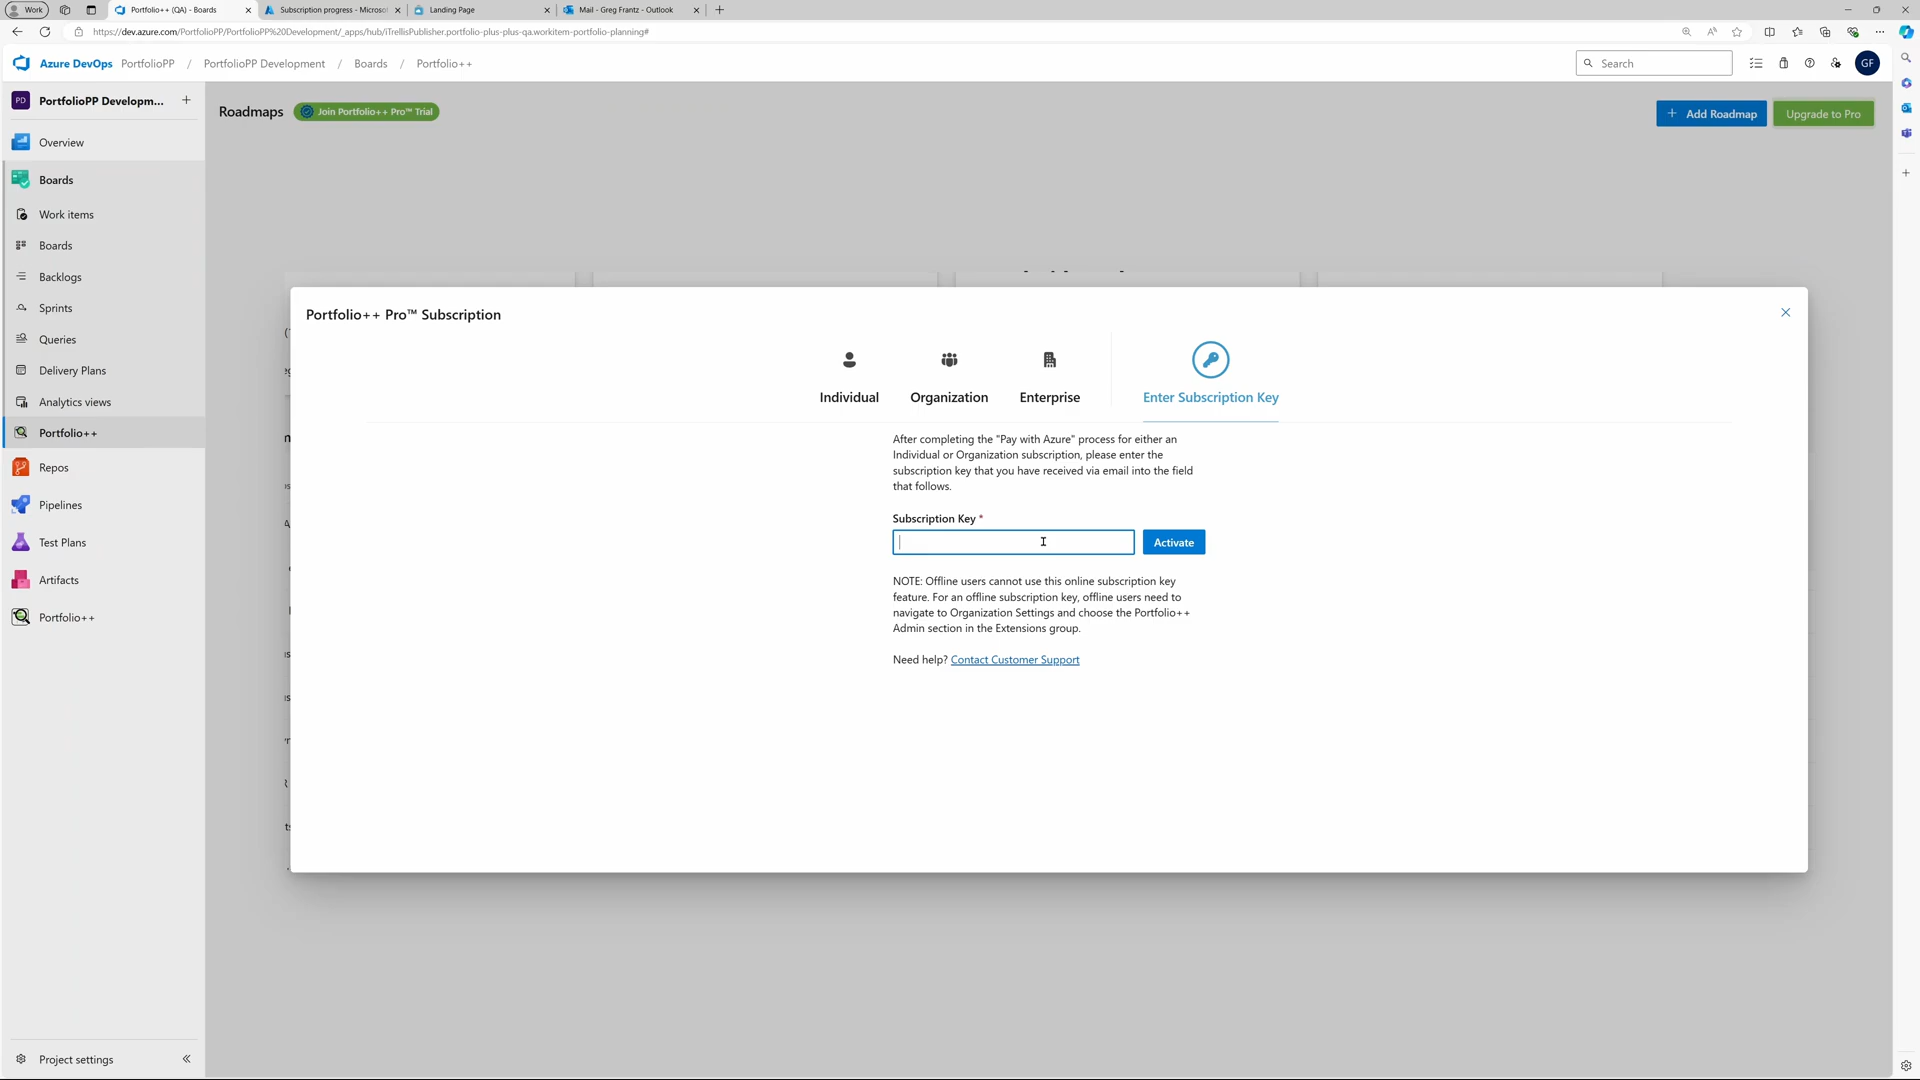 Work
Portfolio++ (QA) - Boards
Subscription progress - Microsof
Landing Page
Mail - Greg Frantz - Outlook
https://dev.azure.com/PortfolioPP/PortfolioPP%20Development/_apps/hub/iTrellisPublisher.portfolio-plus-plus-qa.workitem-portfolio-planning#
Azure DevOps PortfolioPP / PortfolioPP Development / Boards / Portfolio++
Search
GF
PD PortfolioPP Developm...
Roadmaps
Join Portfolio++ Pro™ Trial
+ Add Roadmap
Upgrade to Pro
Overview
Boards
Work items
Boards
Backlogs
Sprints
Queries
Delivery Plans
Analytics views
Portfolio++
Repos
Pipelines
Test Plans
Artifacts
Portfolio++
Project settings
Portfolio++ Pro™ Subscription
Individual
Organization
Enterprise
Enter Subscription Key
After completing the "Pay with Azure" process for either an
Individual or Organization subscription, please enter the
subscription key that you have received via email into the field
that follows.
Subscription Key *
Activate
NOTE: Offline users cannot use this online subscription key
feature. For an offline subscription key, offline users need to
navigate to Organization Settings and choose the Portfolio++
Admin section in the Extensions group.
Need help? Contact Customer Support